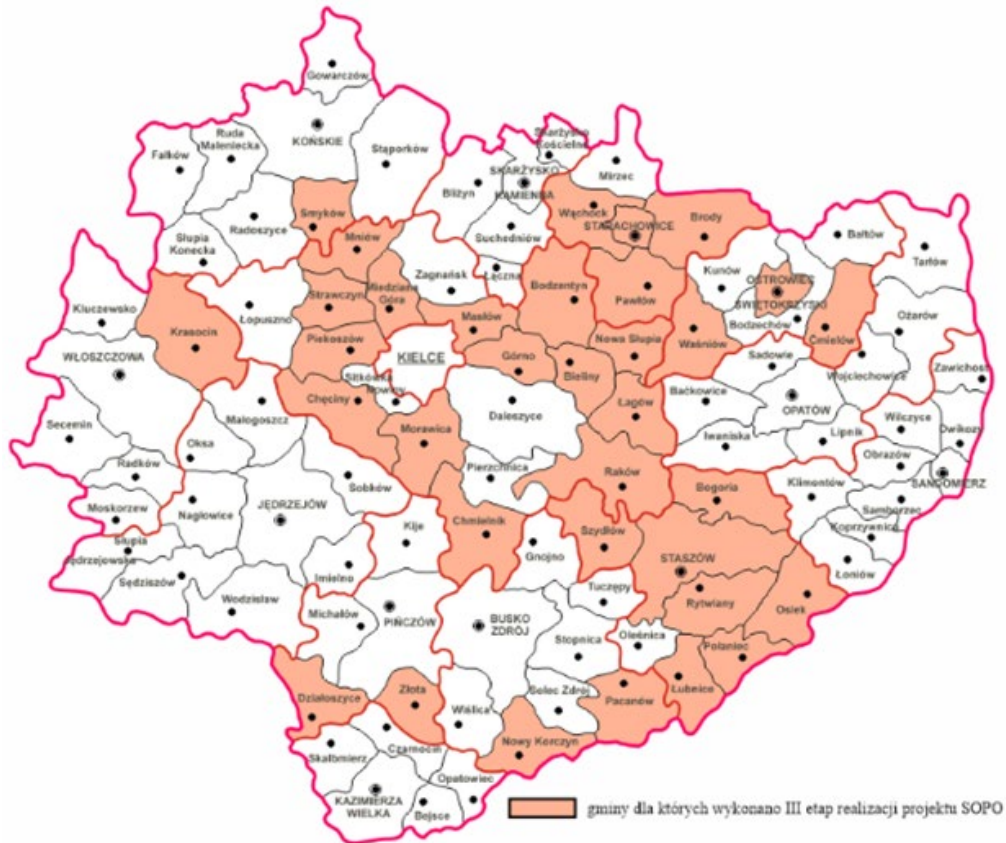 Gowarczów
KOŃSKIE
Ruda
Maleniecka
Fałków
Stąporków
Skarżysko
Kościelne
SKARŻYSKO
KAMIENNA
Mirzec
Bliżyn
Smyków
Radoszyce
Słupia
Konecka
Mniów
Suchedniów
Wąchock
STARACHOWICE
Brody
Bałtów
Tarłów
Zagnańsk
Łączna
Kluczewsko
Krasocin
Łopuszno
Strawczyn
Miedziana
Góra
Bodzentyn
Pawłów
Kunów
OSTROWIEC
ŚWIĘTOKRZYSKI
Bodzechów
Ćmielów
Ożarów
Masłów
WŁOSZCZOWA
Piekoszów
KIELCE
Górno
Nowa Słupia
Waśniów
Sadowie
Wojciechowice
Zawichost
Sitkówka
Nowiny
Bieliny
Chęciny
Małogoszcz
Daleszyce
Łagów
Baćkowice
OPATÓW
Wilczyce
Dwikozy
Secemin
Oksa
Morawica
Iwaniska
Lipnik
Obrazów
Radków
Pierzchnica
Raków
SANDOMIERZ
Sobków
Bogoria
Klimontów
Samborzec
Moskorzew
Nagłowice
JĘDRZEJÓW
Kije
Chmielnik
Szydłów
Koprzywnica
Słupia
Jędrzejowska
Gnojno
STASZÓW
Łoniów
Sędziszów
Imielno
Wodzisław
Tuczępy
Rytwiany
Osiek
Michałów
PIŃCZÓW
BUSKO
ZDRÓJ
Stopnica
Oleśnica
Połaniec
Działoszyce
Złota
Solec Zdrój
Pacanów
Łubnice
Wiślica
Nowy Korczyn
Skalbmierz
Czarnocin
Opatowiec
KAZIMIERZA
WIELKA
Bejsce
gminy dla których wykonano III etap realizacji projektu SOPO